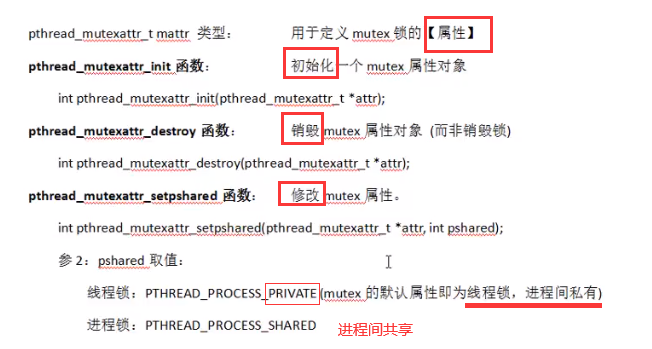 pthread_mutexattr_t mattr 类型： 用于定义 mutex 锁的【属性】
pthread_mutexattr_init 函数： 初始化一个 mutex 属性对象
int pthread_mutexattr_init(pthread_mutexattr_t *attr);
pthread_mutexattr_destroy 函数： 销毁 mutex 属性对象 (而非销毁锁)
int pthread_mutexattr_destroy(pthread_mutexattr_t *attr);
pthread_mutexattr_setpshared 函数： 修改 mutex 属性。
int pthread_mutexattr_setpshared(pthread_mutexattr_t *attr, int pshared);
参 2：pshared 取值：
线程锁：PTHREAD_PROCESS_PRIVATE (mutex 的默认属性即为线程锁，进程间私有)
进程锁：PTHREAD_PROCESS_SHARED 进程间共享